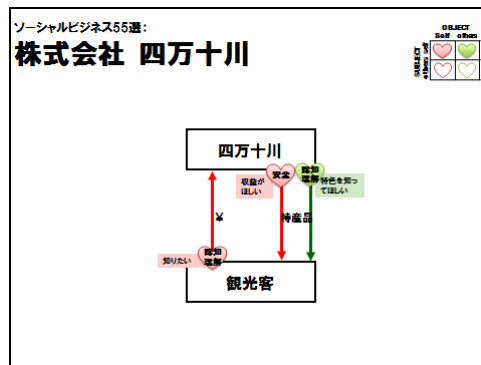 ソーシャルビジネス55選：
株式会社 四万十川
OBJECT
Self others
SUBJECT
others self
四万十川
収益が
ほしい
安全
認知
理解
特色を知っ
てほしい
特産品
知りたい
認知
理解
観光客